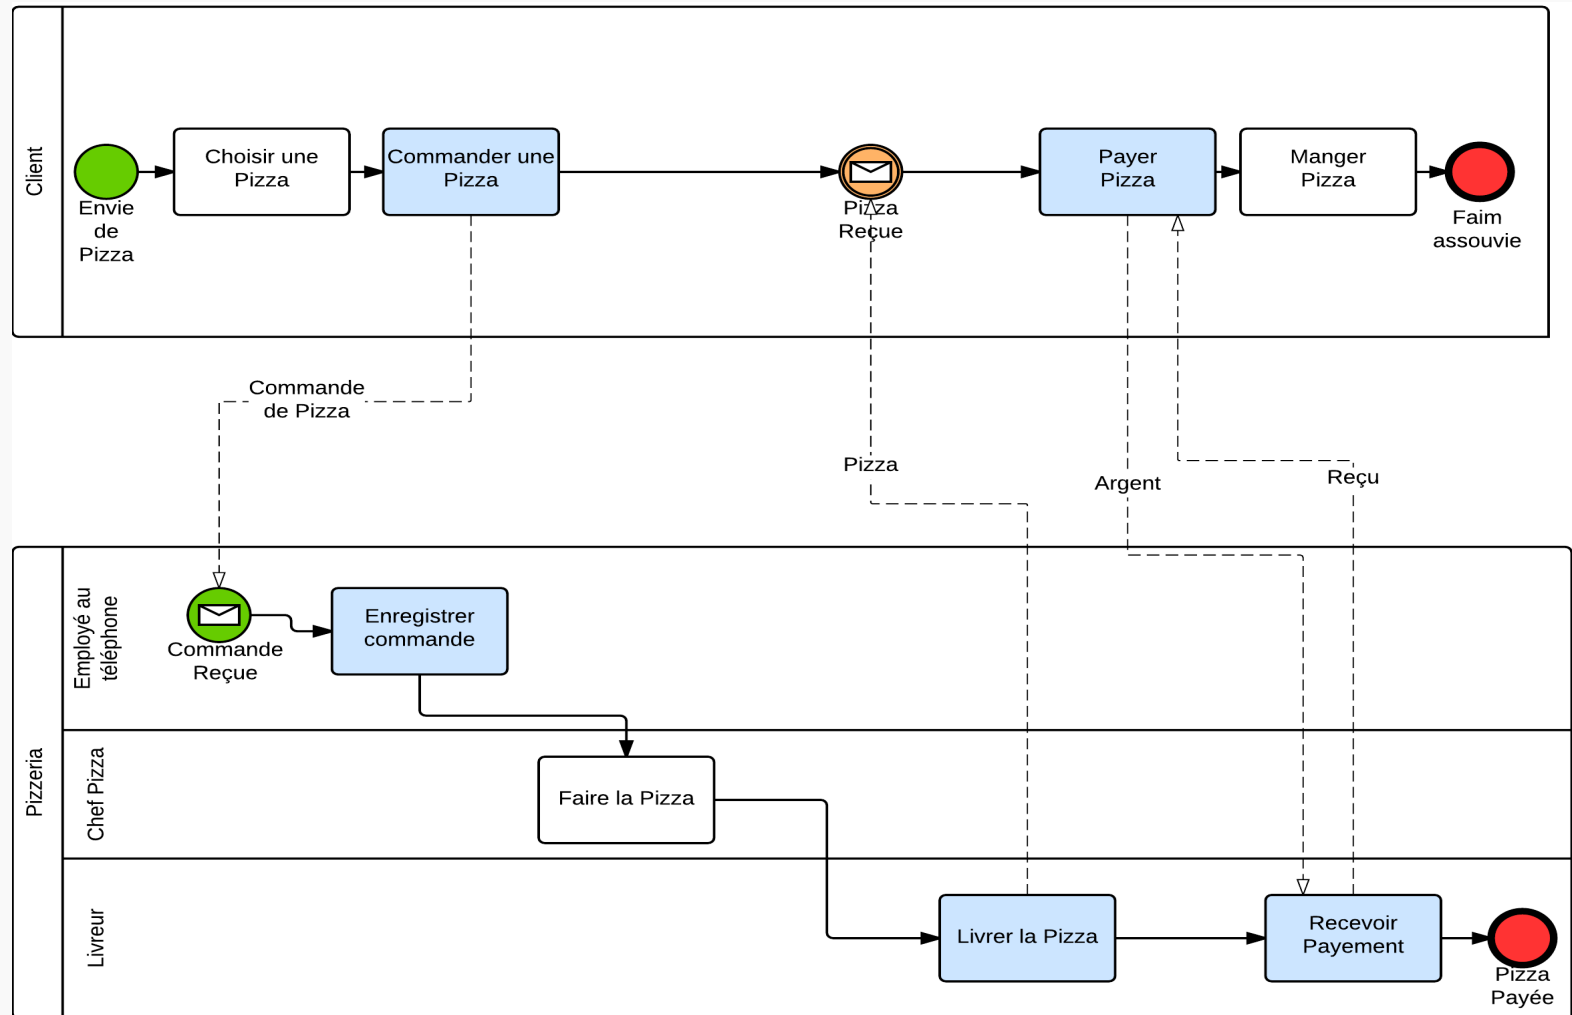 Client
Envie
de
Pizza
Choisir une
Pizza
Commander une
Pizza
Pizza
Reçue
Payer
Pizza
Manger
Pizza
Faim
assouvie
Commande
de Pizza
Pizza
Argent
Reçu
Pizzeria
Employé au
téléphone
Commande
Reçue
Enregistrer
commande
Chef Pizza
Faire la Pizza
Livreur
Livrer la Pizza
Recevoir
Payement
Pizza
Payée